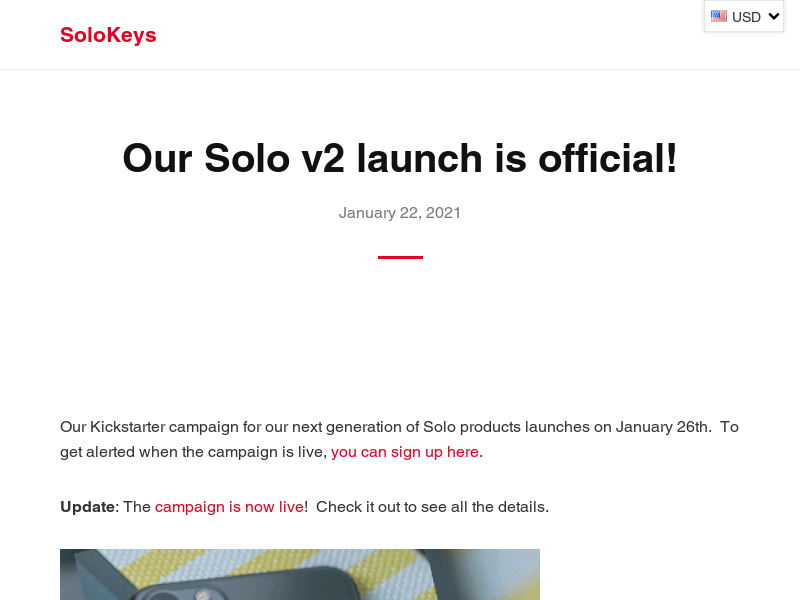 USD
SoloKeys
Our Solo v2 launch is official!
January 22, 2021
Our Kickstarter campaign for our next generation of Solo products launches on January 26th.  To
get alerted when the campaign is live, you can sign up here.
Update: The campaign is now live!  Check it out to see all the details.